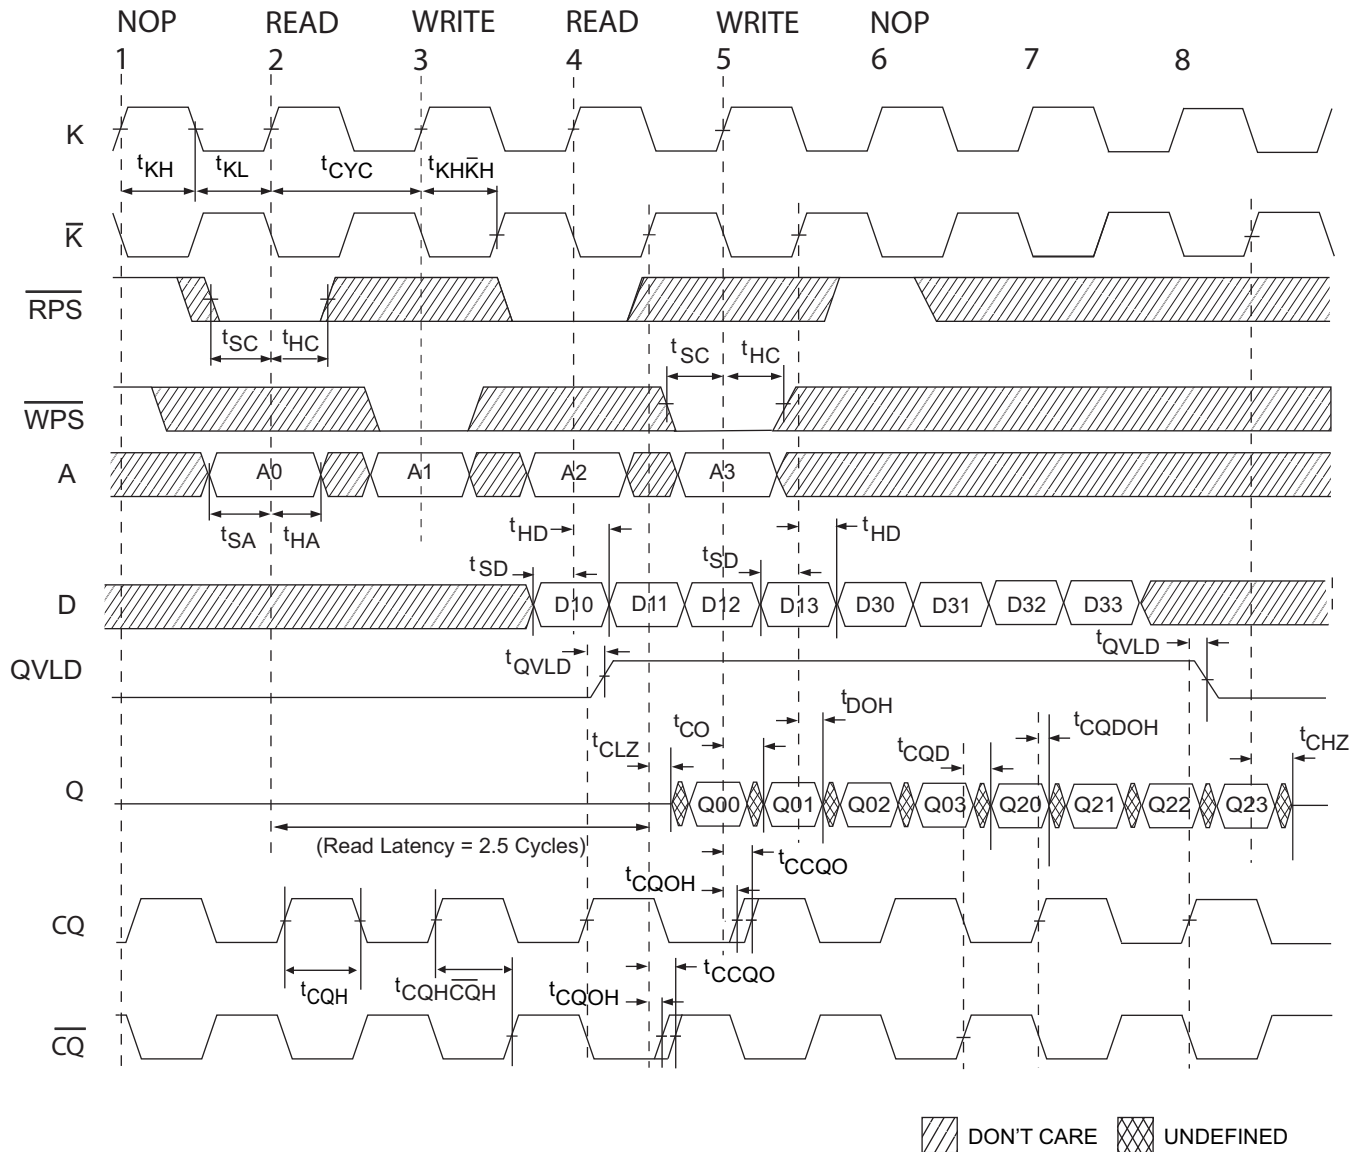 NOP READ WRITE READ WRITE NOP
1 2 3 4 5 6 7 8
K
tKH tKL tCYC tKHK̅H
K̅
R̅P̅S̅
tSC tHC
tSC tHC
W̅P̅S̅
A A0 A1 A2 A3
tSA tHA
tHD tHD
tSD tSD
D D10 D11 D12 D13 D30 D31 D32 D33
QVLD tQVLD tQVLD
tCLZ tCO tDOH tCQD tCQDOH tCHZ
Q Q00 Q01 Q02 Q03 Q20 Q21 Q22 Q23
(Read Latency = 2.5 Cycles)
tCQOH tCCQO
CQ
tCQH tCQHC̅Q̅H tCQOH tCCQO
C̅Q̅
DON'T CARE UNDEFINED